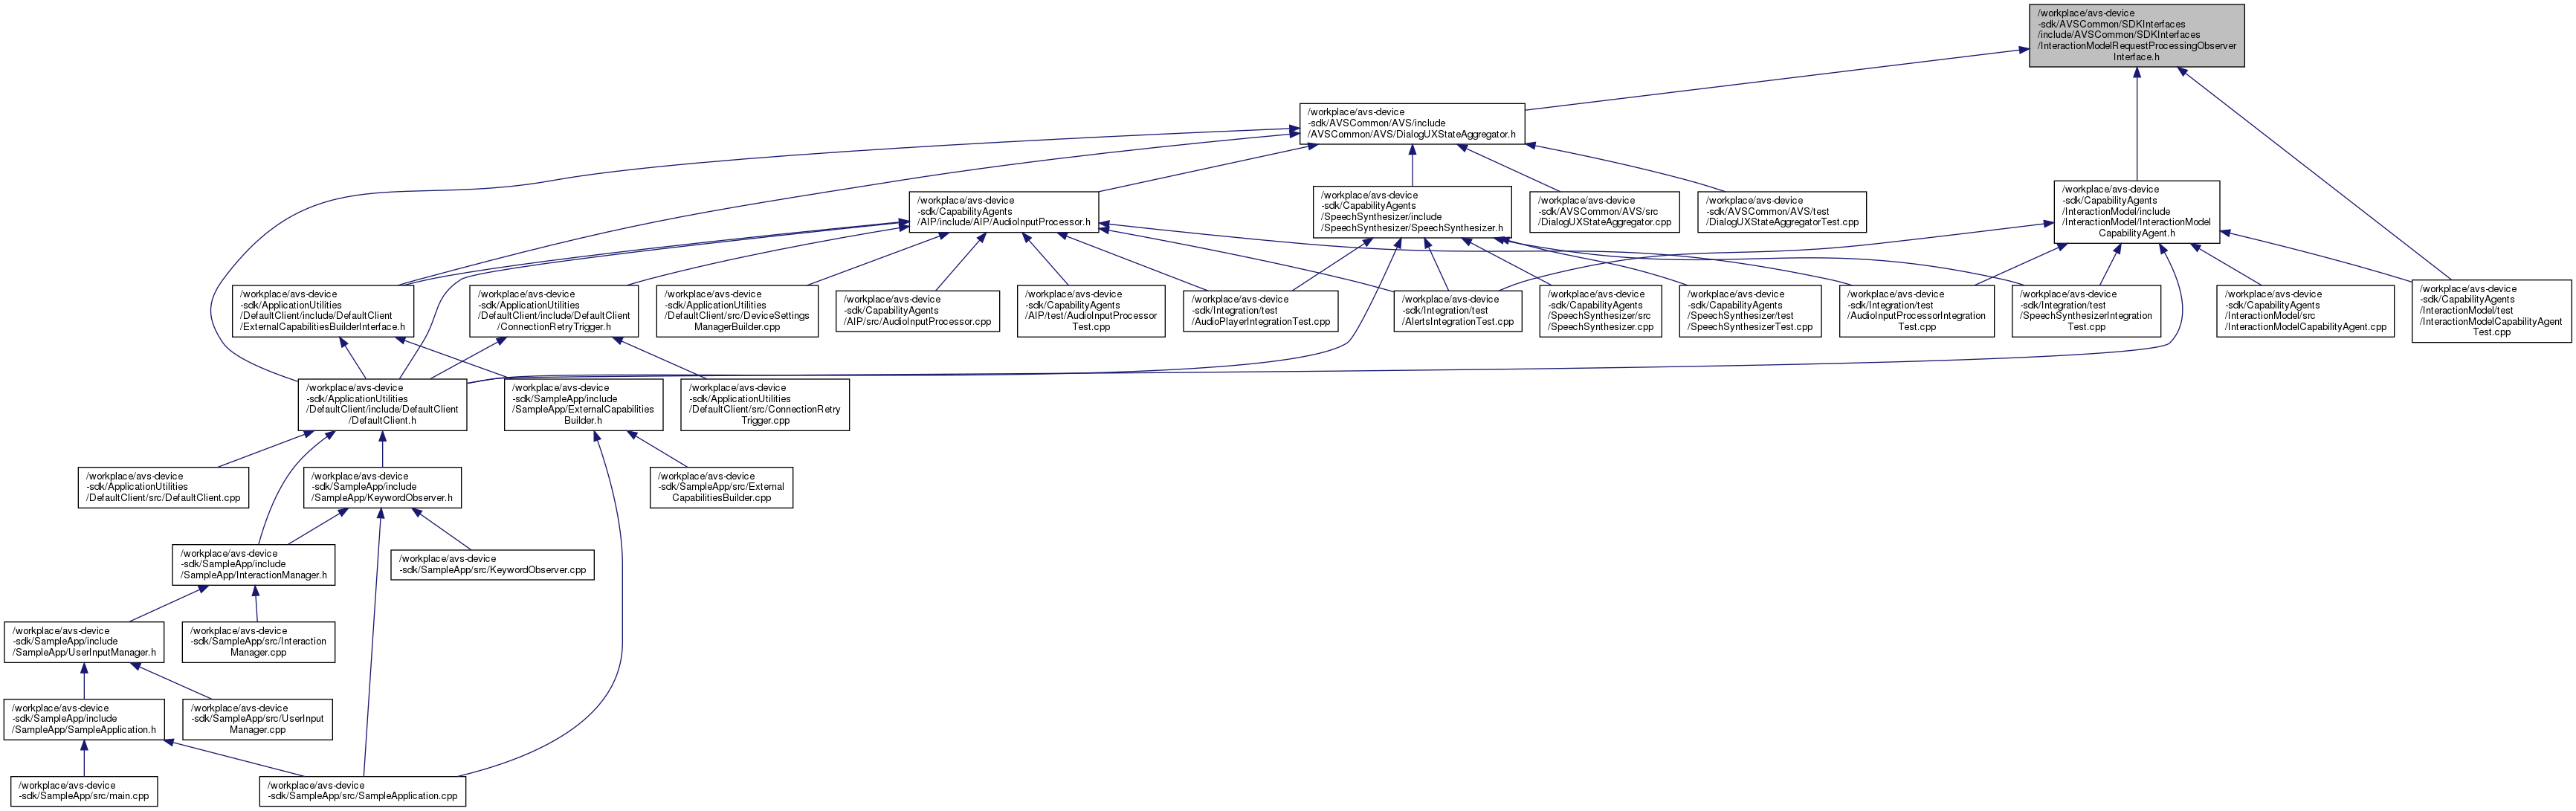 /workplace/avs-device
-sdk/AVSCommon/SDKInterfaces
/include/AVSCommon/SDKInterfaces
/InteractionModelRequestProcessingObserver
Interface.h
/workplace/avs-device
-sdk/AVSCommon/AVS/include
/AVSCommon/AVS/DialogUXStateAggregator.h
/workplace/avs-device
-sdk/CapabilityAgents
/AIP/include/AIP/AudioInputProcessor.h
/workplace/avs-device
-sdk/CapabilityAgents
/SpeechSynthesizer/include
/SpeechSynthesizer/SpeechSynthesizer.h
/workplace/avs-device
-sdk/AVSCommon/AVS/src
/DialogUXStateAggregator.cpp
/workplace/avs-device
-sdk/AVSCommon/AVS/test
/DialogUXStateAggregatorTest.cpp
/workplace/avs-device
-sdk/CapabilityAgents
/InteractionModel/include
/InteractionModel/InteractionModel
CapabilityAgent.h
/workplace/avs-device
-sdk/ApplicationUtilities
/DefaultClient/include/DefaultClient
/ExternalCapabilitiesBuilderInterface.h
/workplace/avs-device
-sdk/ApplicationUtilities
/DefaultClient/include/DefaultClient
/ConnectionRetryTrigger.h
/workplace/avs-device
-sdk/ApplicationUtilities
/DefaultClient/src/DeviceSettings
ManagerBuilder.cpp
/workplace/avs-device
-sdk/CapabilityAgents
/AIP/src/AudioInputProcessor.cpp
/workplace/avs-device
-sdk/CapabilityAgents
/AIP/test/AudioInputProcessor
Test.cpp
/workplace/avs-device
-sdk/Integration/test
/AudioPlayerIntegrationTest.cpp
/workplace/avs-device
-sdk/Integration/test
/AlertsIntegrationTest.cpp
/workplace/avs-device
-sdk/CapabilityAgents
/SpeechSynthesizer/src
/SpeechSynthesizer.cpp
/workplace/avs-device
-sdk/CapabilityAgents
/SpeechSynthesizer/test
/SpeechSynthesizerTest.cpp
/workplace/avs-device
-sdk/Integration/test
/AudioInputProcessorIntegration
Test.cpp
/workplace/avs-device
-sdk/Integration/test
/SpeechSynthesizerIntegration
Test.cpp
/workplace/avs-device
-sdk/CapabilityAgents
/InteractionModel/src
/InteractionModelCapabilityAgent.cpp
/workplace/avs-device
-sdk/CapabilityAgents
/InteractionModel/test
/InteractionModelCapabilityAgent
Test.cpp
/workplace/avs-device
-sdk/ApplicationUtilities
/DefaultClient/include/DefaultClient
/DefaultClient.h
/workplace/avs-device
-sdk/SampleApp/include
/SampleApp/ExternalCapabilities
Builder.h
/workplace/avs-device
-sdk/ApplicationUtilities
/DefaultClient/src/ConnectionRetry
Trigger.cpp
/workplace/avs-device
-sdk/ApplicationUtilities
/DefaultClient/src/DefaultClient.cpp
/workplace/avs-device
-sdk/SampleApp/include
/SampleApp/KeywordObserver.h
/workplace/avs-device
-sdk/SampleApp/src/External
CapabilitiesBuilder.cpp
/workplace/avs-device
-sdk/SampleApp/include
/SampleApp/InteractionManager.h
/workplace/avs-device
-sdk/SampleApp/src/KeywordObserver.cpp
/workplace/avs-device
-sdk/SampleApp/include
/SampleApp/UserInputManager.h
/workplace/avs-device
-sdk/SampleApp/src/Interaction
Manager.cpp
/workplace/avs-device
-sdk/SampleApp/include
/SampleApp/SampleApplication.h
/workplace/avs-device
-sdk/SampleApp/src/UserInput
Manager.cpp
/workplace/avs-device
-sdk/SampleApp/src/main.cpp
/workplace/avs-device
-sdk/SampleApp/src/SampleApplication.cpp